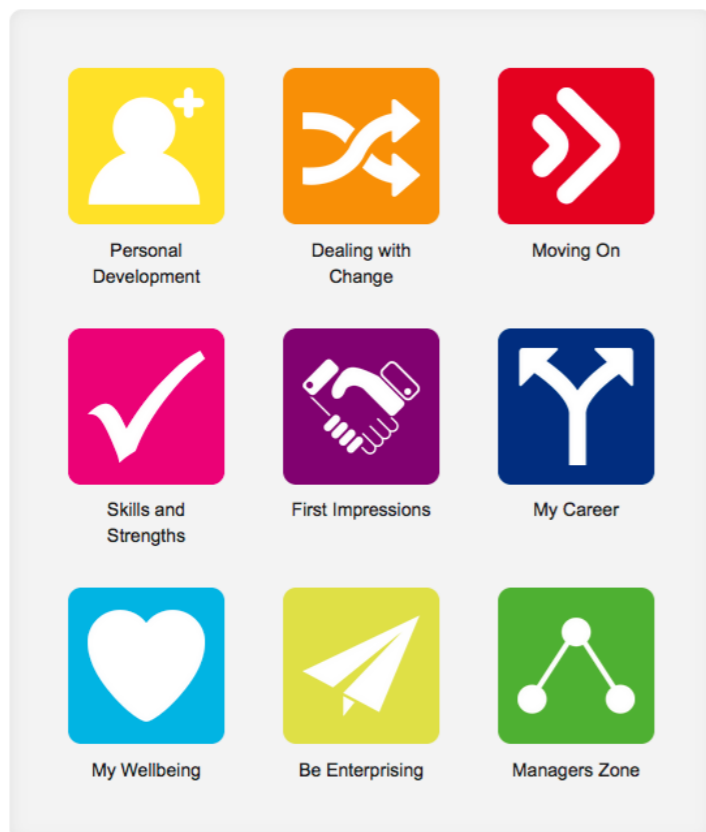 Personal
Development
Dealing with
Change
Moving On
Skills and
Strengths
First Impressions
My Career
My Wellbeing
Be Enterprising
Managers Zone